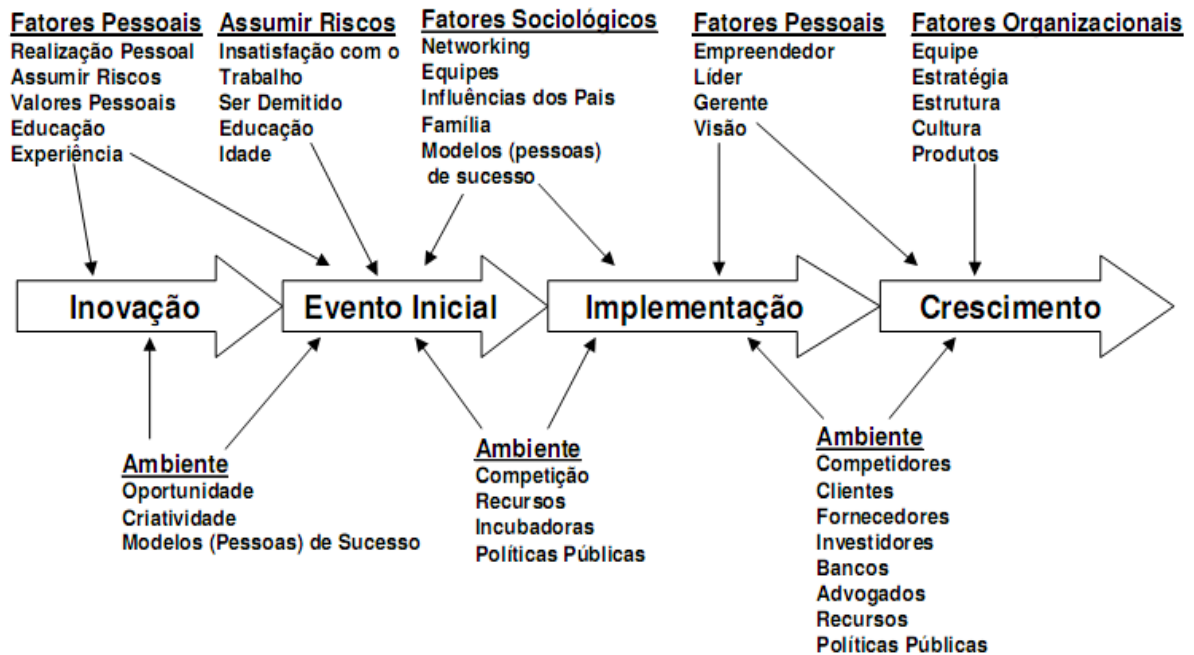 Fatores Pessoais
Realização Pessoal
Assumir Riscos
Valores Pessoais
Educação
Experiência
Assumir Riscos
Insatisfação com o
Trabalho
Ser Demitido
Educação
Idade
Fatores Sociológicos
Networking
Equipes
Influências dos Pais
Família
Modelos (pessoas)
de sucesso
Fatores Pessoais
Empreendedor
Líder
Gerente
Visão
Fatores Organizacionais
Equipe
Estratégia
Estrutura
Cultura
Produtos
Inovação
Evento Inicial
Implementação
Crescimento
Ambiente
Oportunidade
Criatividade
Modelos (Pessoas) de Sucesso
Ambiente
Competição
Recursos
Incubadoras
Políticas Públicas
Ambiente
Competidores
Clientes
Fornecedores
Investidores
Bancos
Advogados
Recursos
Políticas Públicas